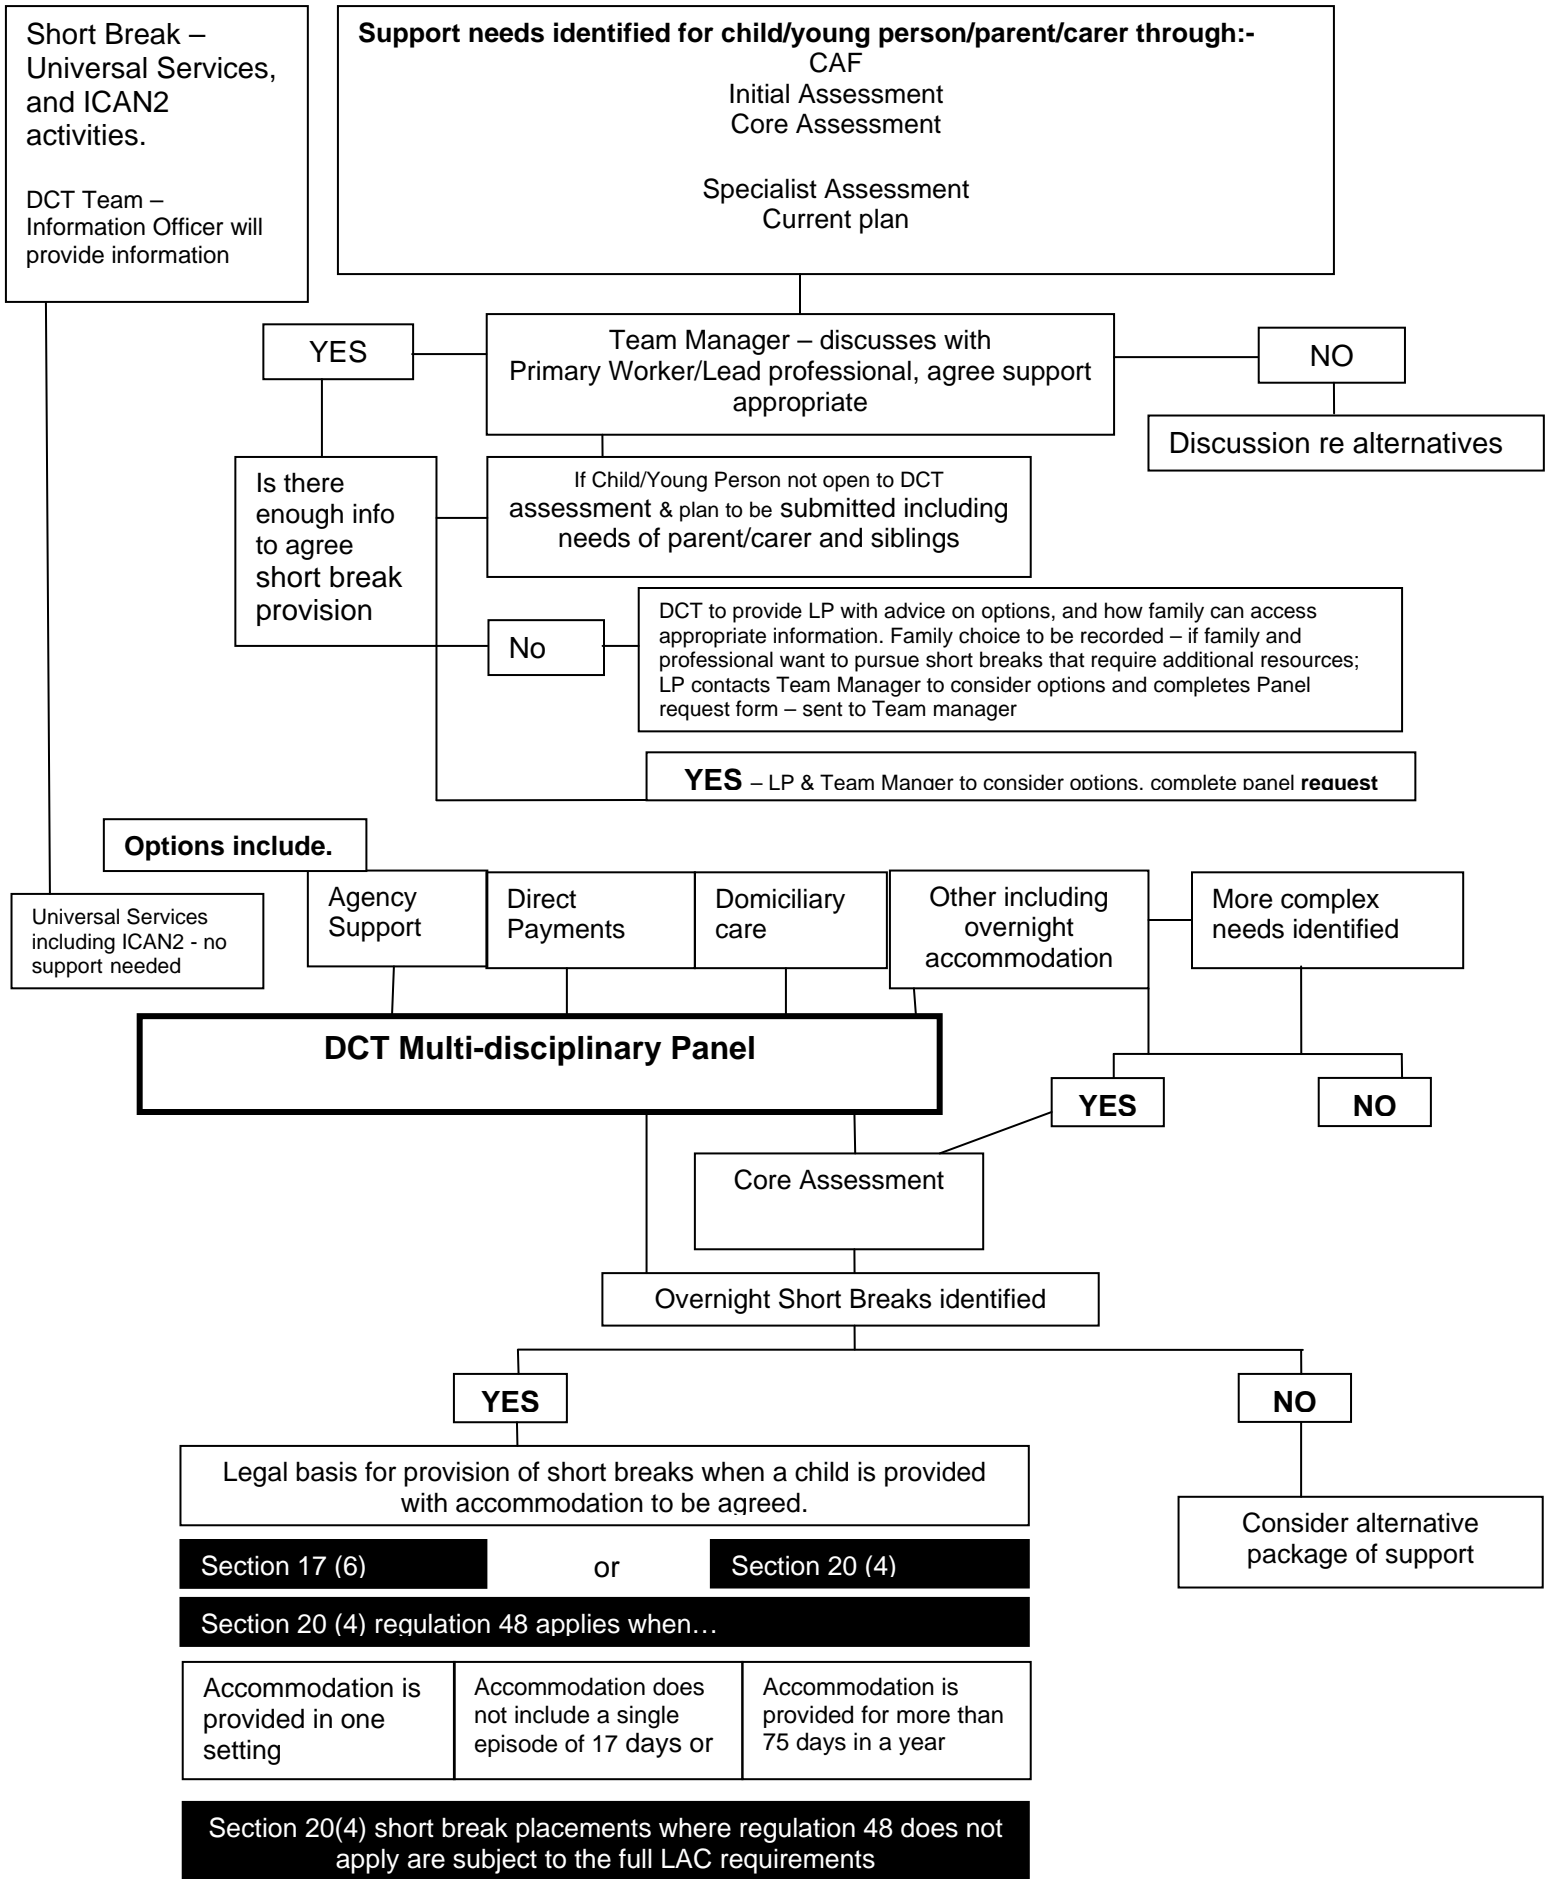 Short Break –
Universal Services,
and ICAN2
activities.
DCT Team –
Information Officer will
provide information
Support needs identified for child/young person/parent/carer through:-
CAF
Initial Assessment
Core Assessment
Specialist Assessment
Current plan
YES
Team Manager – discusses with
Primary Worker/Lead professional, agree support
appropriate
NO
Discussion re alternatives
Is there
enough info
to agree
short break
provision
If Child/Young Person not open to DCT
assessment & plan to be submitted including
needs of parent/carer and siblings
No
DCT to provide LP with advice on options, and how family can access
appropriate information. Family choice to be recorded – if family and
professional want to pursue short breaks that require additional resources;
LP contacts Team Manager to consider options and completes Panel
request form – sent to Team manager
YES – LP & Team Manger to consider options, complete panel request
Options include.
Universal Services
including ICAN2 - no
support needed
Agency
Support
Direct
Payments
Domiciliary
care
Other including
overnight
accommodation
More complex
needs identified
DCT Multi-disciplinary Panel
YES
NO
Core Assessment
Overnight Short Breaks identified
YES
NO
Legal basis for provision of short breaks when a child is provided
with accommodation to be agreed.
Consider alternative
package of support
Section 17 (6)
or
Section 20 (4)
Section 20 (4) regulation 48 applies when…
Accommodation is
provided in one
setting
Accommodation does
not include a single
episode of 17 days or
Accommodation is
provided for more than
75 days in a year
Section 20(4) short break placements where regulation 48 does not
apply are subject to the full LAC requirements